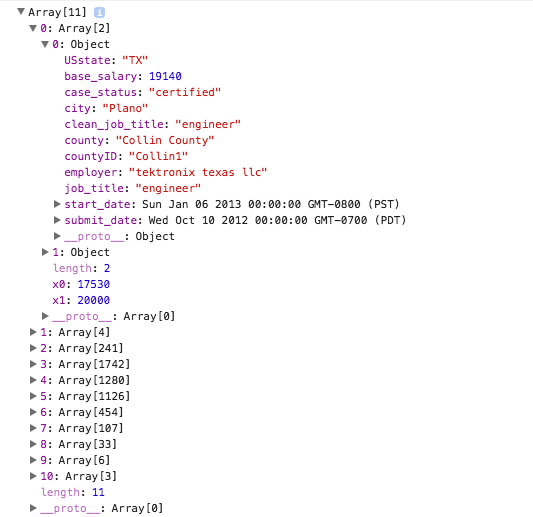 Array[11] i
0: Array[2]
0: Object
USstate: "TX"
base_salary: 19140
case_status: "certified"
city: "Plano"
clean_job_title: "engineer"
county: "Collin County"
countyID: "Collin1"
employer: "tektronix texas llc"
job_title: "engineer"
start_date: Sun Jan 06 2013 00:00:00 GMT-0800 (PST)
submit_date: Wed Oct 10 2012 00:00:00 GMT-0700 (PDT)
__proto__: Object
1: Object
length: 2
x0: 17530
x1: 20000
__proto__: Array[0]
1: Array[4]
2: Array[241]
3: Array[1742]
4: Array[1280]
5: Array[1126]
6: Array[454]
7: Array[107]
8: Array[33]
9: Array[6]
10: Array[3]
length: 11
__proto__: Array[0]